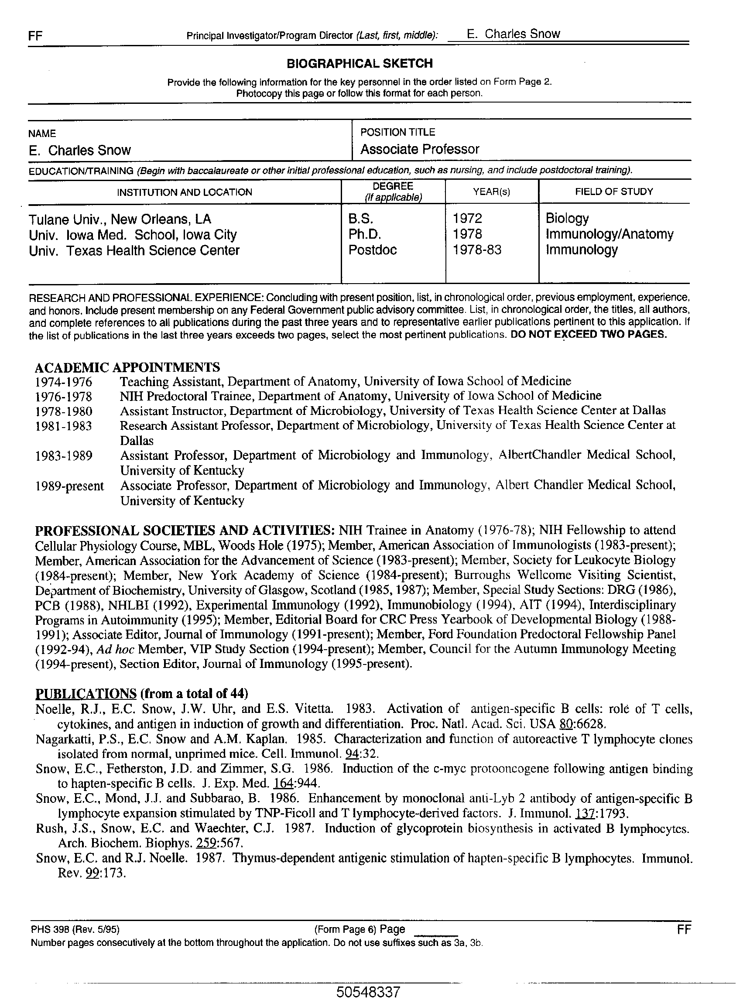 FF Principal Investigator/Program Director (Last, first, middle): E. Charles Snow
BIOGRAPHICAL SKETCH
Provide the following information for the key personnel in the order listed on Form Page 2.
Photocopy this page or follow this format for each person.
NAME
E. Charles Snow
POSITION TITLE
Associate Professor
EDUCATION/TRAINING (Begin with baccalaureate or other initial professional education, such as nursing, and include postdoctoral training).
INSTITUTION AND LOCATION DEGREE (if applicable) YEAR(s) FIELD OF STUDY
Tulane Univ., New Orleans, LA B.S. 1972 Biology
Univ. Iowa Med. School, Iowa City Ph.D. 1978 Immunology/Anatomy
Univ. Texas Health Science Center Postdoc 1978-83 Immunology
RESEARCH AND PROFESSIONAL EXPERIENCE: Concluding with present position, list, in chronological order, previous employment, experience,
and honors. Include present membership on any Federal Government public advisory committee. List, in chronological order, the titles, all authors,
and complete references to all publications during the past three years and to representative earlier publications pertinent to this application. If
the list of publications in the last three years exceeds two pages, select the most pertinent publications. DO NOT EXCEED TWO PAGES.
ACADEMIC APPOINTMENTS
1974-1976 Teaching Assistant, Department of Anatomy, University of Iowa School of Medicine
1976-1978 NIH Predoctoral Trainee, Department of Anatomy, University of Iowa School of Medicine
1978-1980 Assistant Instructor, Department of Microbiology, University of Texas Health Science Center at Dallas
1981-1983 Research Assistant Professor, Department of Microbiology, University of Texas Health Science Center at
Dallas
1983-1989 Assistant Professor, Department of Microbiology and Immunology, AlbertChandler Medical School,
University of Kentucky
1989-present Associate Professor, Department of Microbiology and Immunology, Albert Chandler Medical School,
University of Kentucky
PROFESSIONAL SOCIETIES AND ACTIVITIES: NIH Trainee in Anatomy (1976-78); NIH Fellowship to attend
Cellular Physiology Course, MBL, Woods Hole (1975); Member, American Association of Immunologists (1983-present);
Member, American Association for the Advancement of Science (1983-present); Member, Society for Leukocyte Biology
(1984-present); Member, New York Academy of Science (1984-present); Burroughs Wellcome Visiting Scientist,
Department of Biochemistry, University of Glasgow, Scotland (1985, 1987); Member, Special Study Sections: DRG (1986),
PCB (1988), NHLBI (1992), Experimental Immunology (1992), Immunobiology (1994), AIT (1994), Interdisciplinary
Programs in Autoimmunity (1995); Member, Editorial Board for CRC Press Yearbook of Developmental Biology (1988-
1991); Associate Editor, Journal of Immunology (1991-present); Member, Ford Foundation Predoctoral Fellowship Panel
(1992-94), Ad hoc Member, VIP Study Section (1994-present); Member, Council for the Autumn Immunology Meeting
(1994-present), Section Editor, Journal of Immunology (1995-present).
PUBLICATIONS (from a total of 44)
Noelle, R.J., E.C. Snow, J.W. Uhr, and E.S. Vitetta. 1983. Activation of antigen-specific B cells: role of T cells,
cytokines, and antigen in induction of growth and differentiation. Proc. Natl. Acad. Sci. USA 80:6628.
Nagarkatti, P.S., E.C. Snow and A.M. Kaplan. 1985. Characterization and function of autoreactive T lymphocyte clones
isolated from normal, unprimed mice. Cell. Immunol. 94:32.
Snow, E.C., Fetherston, J.D. and Zimmer, S.G. 1986. Induction of the c-myc protooncogene following antigen binding
to hapten-specific B cells. J. Exp. Med. 164:944.
Snow, E.C., Mond, J.J. and Subbarao, B. 1986. Enhancement by monoclonal anti-Lyb 2 antibody of antigen-specific B
lymphocyte expansion stimulated by TNP-Ficoll and T lymphocyte-derived factors. J. Immunol. 137:1793.
Rush, J.S., Snow, E.C. and Waechter, C.J. 1987. Induction of glycoprotein biosynthesis in activated B lymphocytes.
Arch. Biochem. Biophys. 259:567.
Snow, E.C. and R.J. Noelle. 1987. Thymus-dependent antigenic stimulation of hapten-specific B lymphocytes. Immunol.
Rev. 99:173.
PHS 398 (Rev. 5/95) (Form Page 6) Page FF
Number pages consecutively at the bottom throughout the application. Do not use suffixes such as 3a, 3b.
50548337